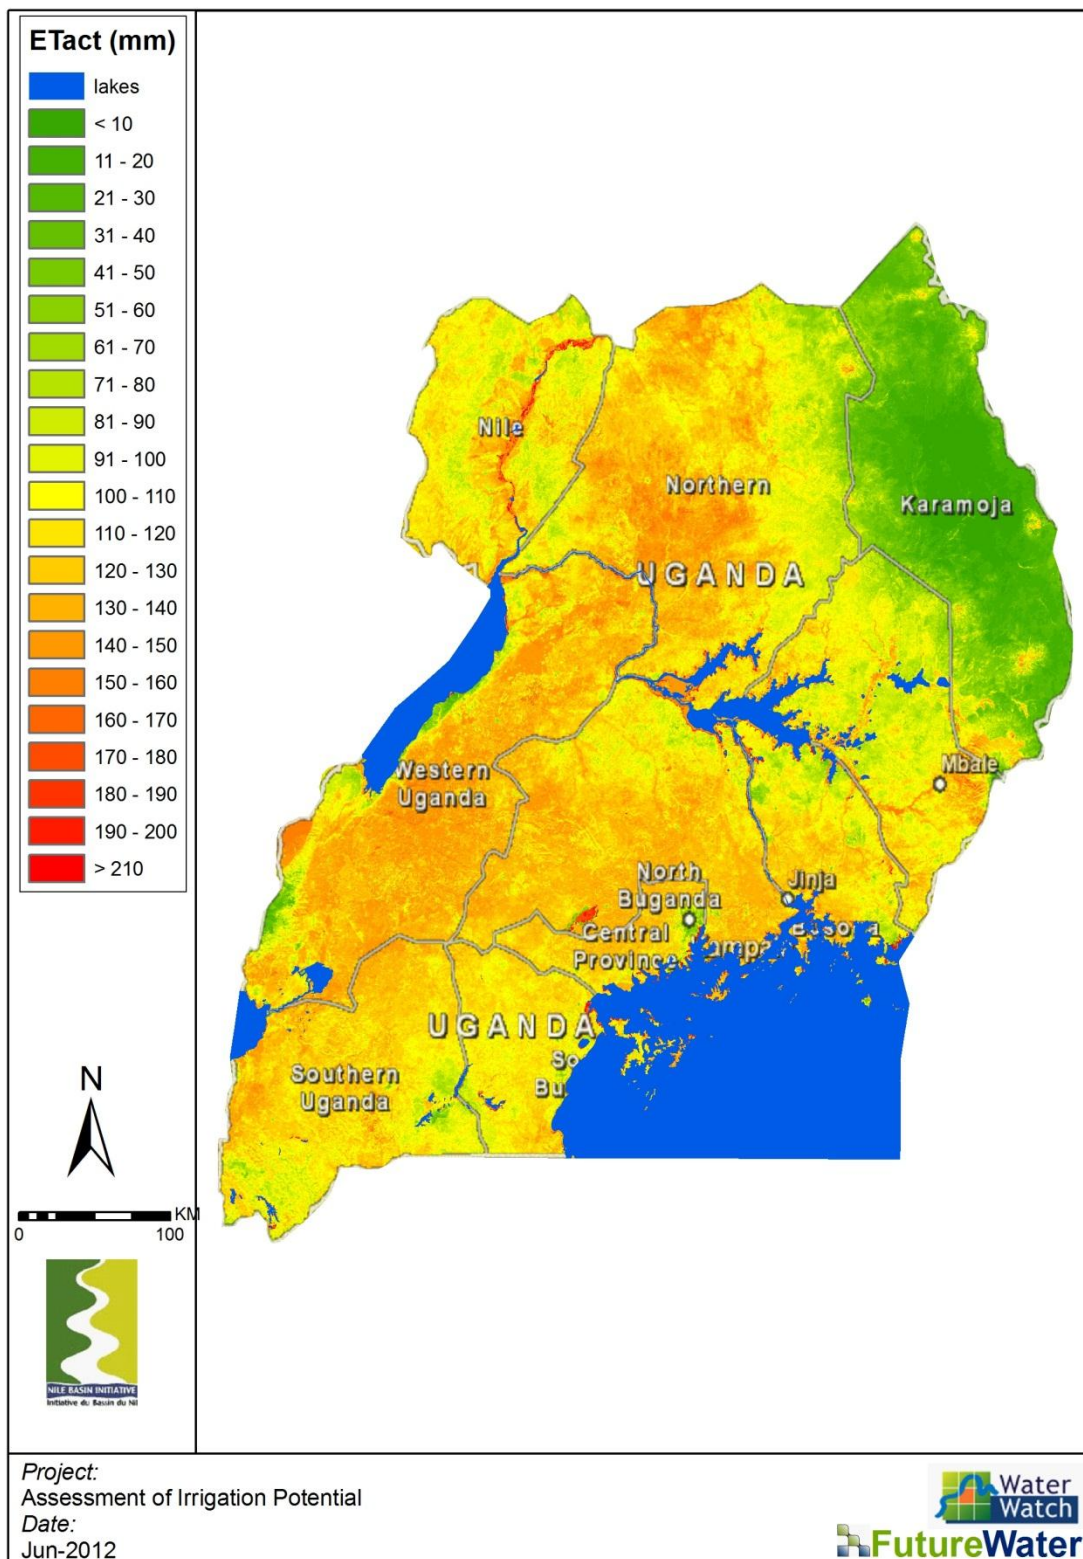 ETact (mm)
lakes
< 10
11 - 20
21 - 30
31 - 40
41 - 50
51 - 60
61 - 70
71 - 80
81 - 90
91 - 100
100 - 110
110 - 120
120 - 130
130 - 140
140 - 150
150 - 160
160 - 170
170 - 180
180 - 190
190 - 200
> 210
Nile
Northern
Karamoja
UGANDA
Western
Uganda
Mbale
North
Buganda
Jinja
Central
Province
UGANDA
Southern
Uganda
So
Bu
N
KM
0 100
NILE BASIN INITIATIVE
Initiative du Bassin du Nil
Project:
Assessment of Irrigation Potential
Date:
Jun-2012
Water
Watch
FutureWater